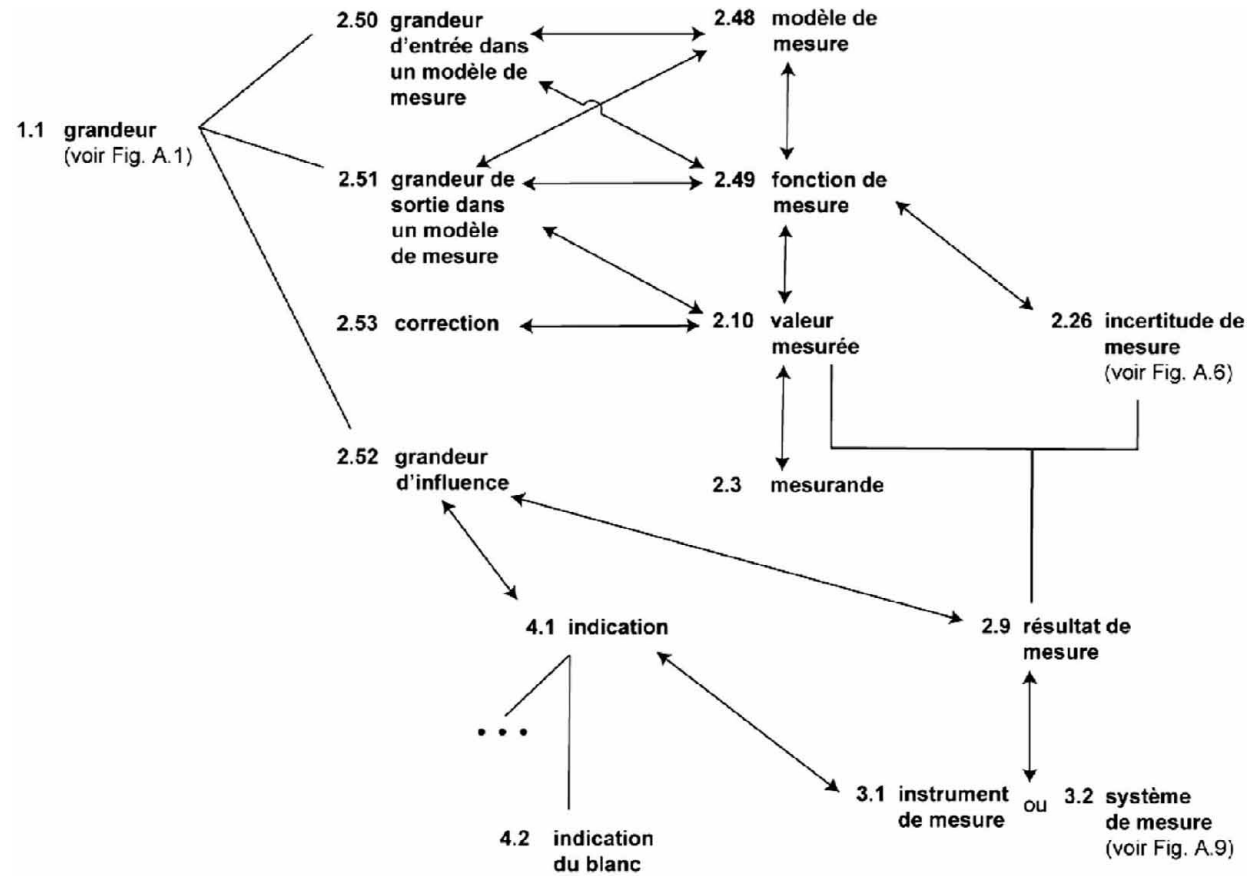 2.50 grandeur
d'entrée dans
un modèle de
mesure
2.48 modèle de
mesure
1.1 grandeur
(voir Fig. A.1)
2.51 grandeur de
sortie dans
un modèle
de mesure
2.49 fonction de
mesure
2.53 correction
2.10 valeur
mesurée
2.26 incertitude de
mesure
(voir Fig. A.6)
2.52 grandeur
d'influence
2.3 mesurande
4.1 indication
2.9 résultat de
mesure
• • •
3.1 instrument
de mesure
ou
3.2 système
de mesure
(voir Fig. A.9)
4.2 indication
du blanc